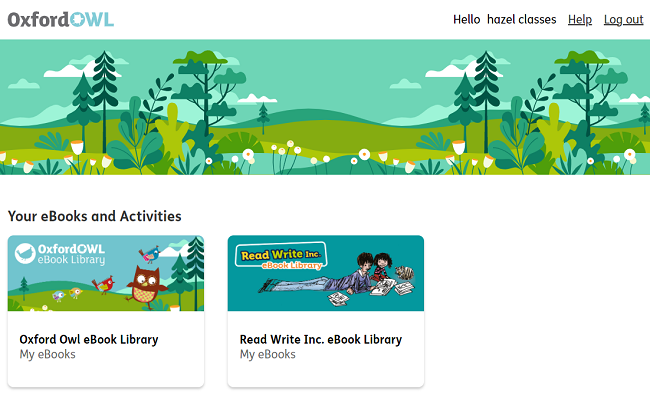 OxfordOWL
Hello hazel classes Help Log out
Your eBooks and Activities
OxfordOWL
eBook Library
Read Write Inc.
eBook Library
Oxford Owl eBook Library
My eBooks
Read Write Inc. eBook Library
My eBooks